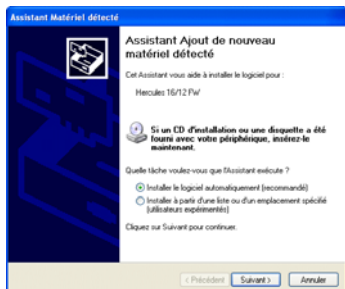 Assistant Matériel détecté
Assistant Ajout de nouveau
matériel détecté
Cet Assistant vous aide à installer le logiciel pour :
Hercules 16/12 FW
Si un CD d'installation ou une disquette a été
fourni avec votre périphérique, insérez-le
maintenant.
Quelle tâche voulez-vous que l'Assistant exécute ?
Installer le logiciel automatiquement (recommandé)
Installer à partir d'une liste ou d'un emplacement spécifié
(utilisateurs expérimentés)
Cliquez sur Suivant pour continuer.
< Précédent
Suivant >
Annuler